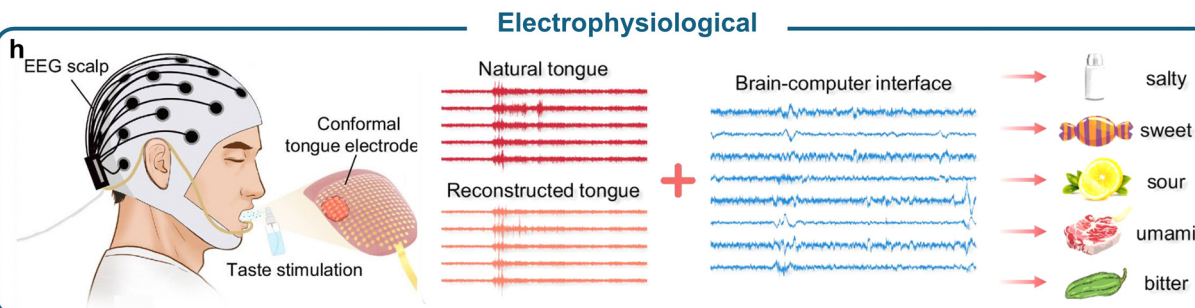 Electrophysiological
h
EEG scalp
Conformal
tongue electrode
Taste stimulation
Natural tongue
Reconstructed tongue
+
Brain-computer interface
salty
sweet
sour
umami
bitter